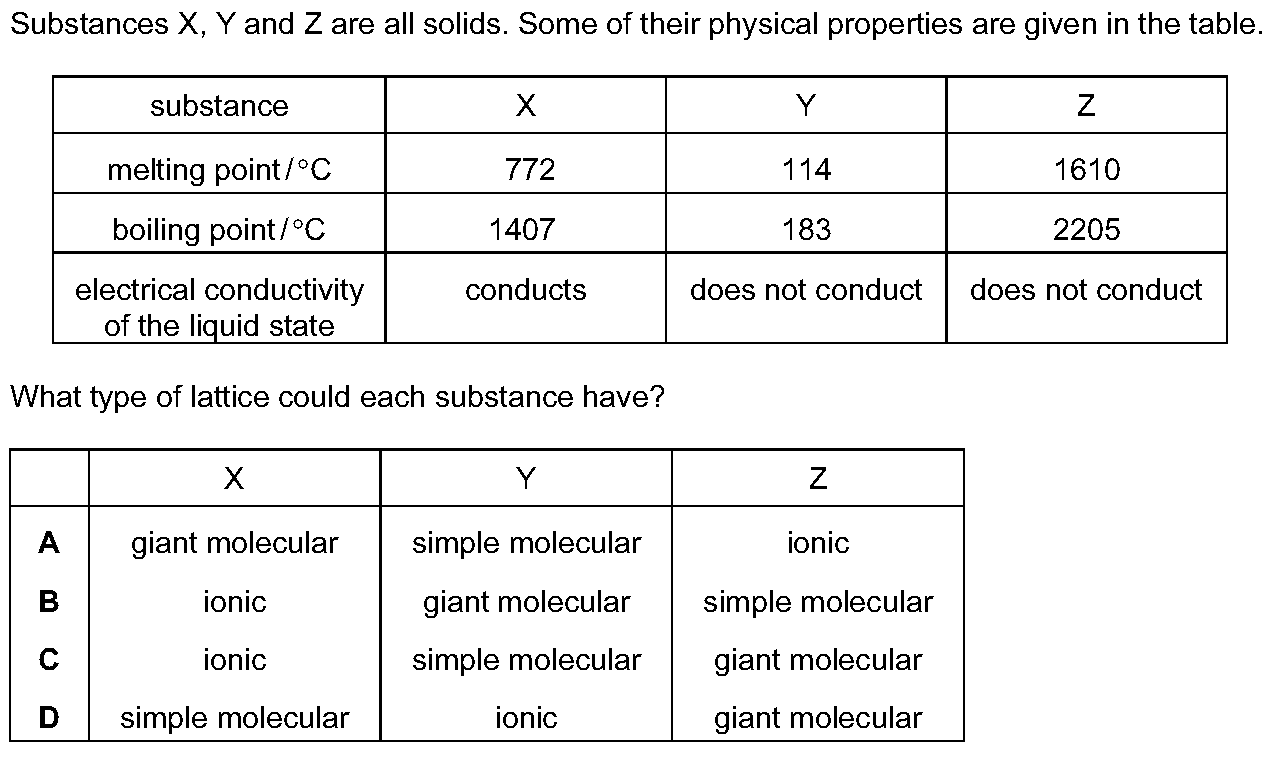 Substances X, Y and Z are all solids. Some of their physical properties are given in the table.
substance X Y Z
melting point / °C 772 114 1610
boiling point / °C 1407 183 2205
electrical conductivity conducts does not conduct does not conduct
of the liquid state
What type of lattice could each substance have?
X Y Z
A giant molecular simple molecular ionic
B ionic giant molecular simple molecular
C ionic simple molecular giant molecular
D simple molecular ionic giant molecular